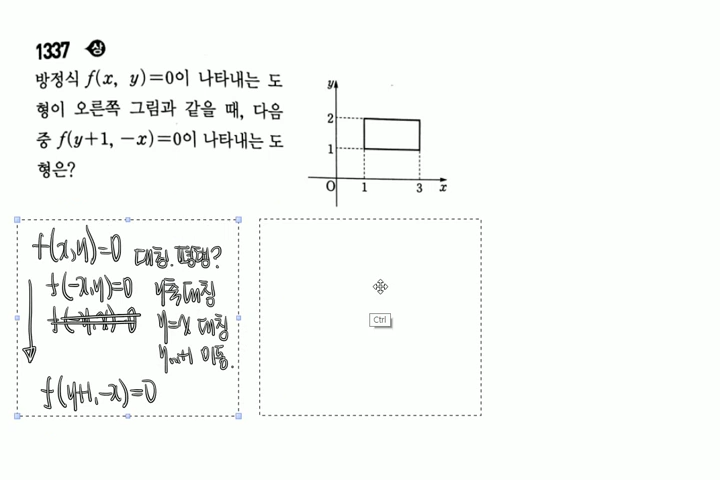 1337 상
방정식 f(x, y)=0이 나타내는 도
형이 오른쪽 그림과 같을 때, 다음
중 f(y+1, −x)=0이 나타내는 도
형은?
y
2
1
O 1 3 x
f(x,y)=0 대칭. 평행?
f(-x,y)=0 y축대칭
y=x 대칭
이동.
f(y+1,-x)=0
Ctrl